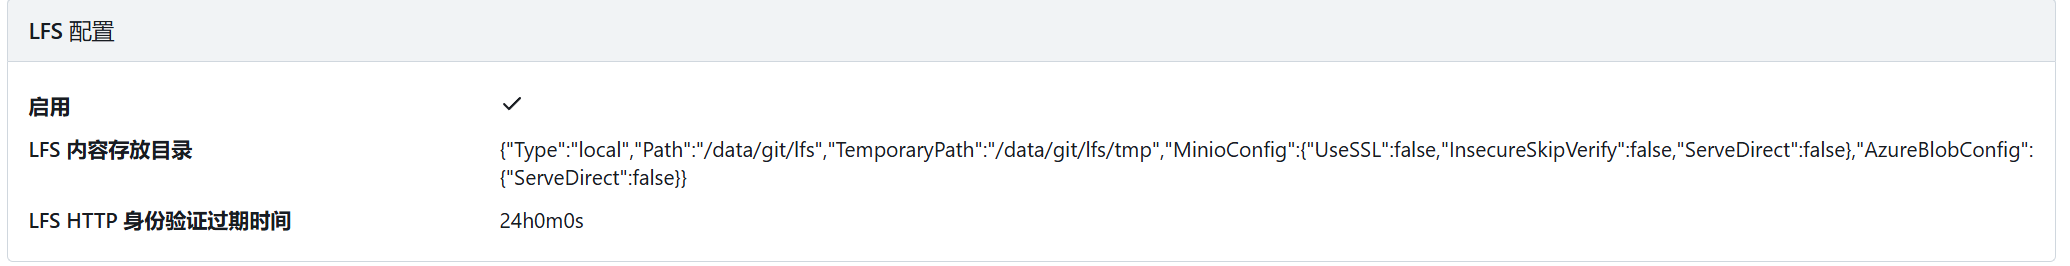 LFS 配置
启用
LFS 内容存放目录
{"Type":"local","Path":"/data/git/lfs","TemporaryPath":"/data/git/lfs/tmp","MinioConfig":{"UseSSL":false,"InsecureSkipVerify":false,"ServeDirect":false},"AzureBlobConfig":
{"ServeDirect":false}}
LFS HTTP 身份验证过期时间
24h0m0s